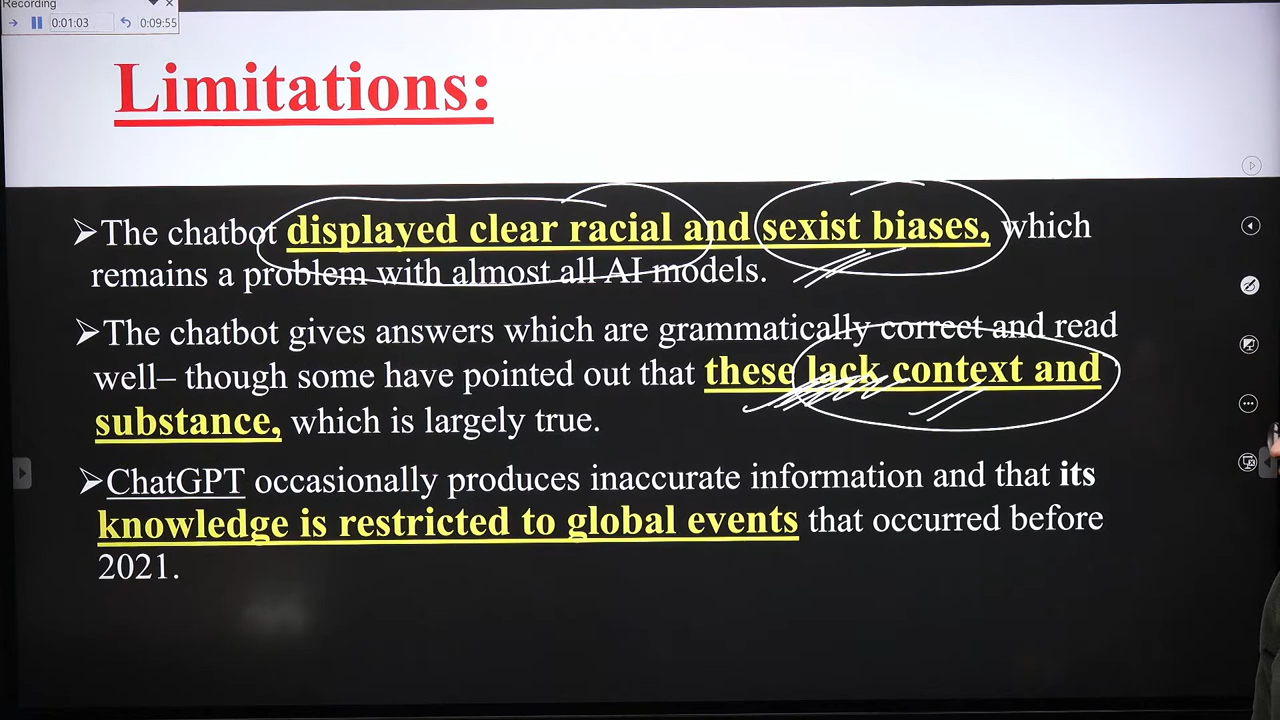 Recording
0:01:03
0:09:55
Limitations:
The chatbot displayed clear racial and sexist biases, which
remains a problem with almost all AI models.
The chatbot gives answers which are grammatically correct and read
well– though some have pointed out that these lack context and
substance, which is largely true.
ChatGPT occasionally produces inaccurate information and that its
knowledge is restricted to global events that occurred before
2021.